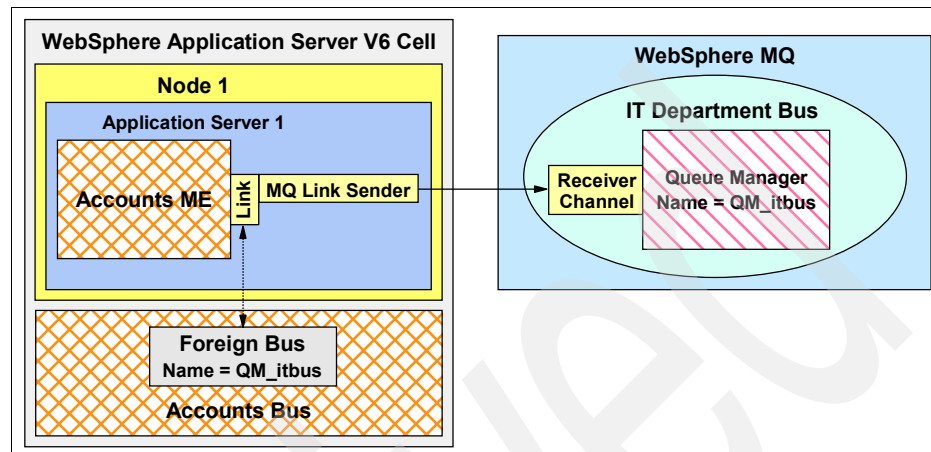 WebSphere Application Server V6 Cell
Node 1
Application Server 1
Accounts ME
Link
MQ Link Sender
Foreign Bus
Name = QM_itbus
Accounts Bus
WebSphere MQ
IT Department Bus
Receiver
Channel
Queue Manager
Name = QM_itbus